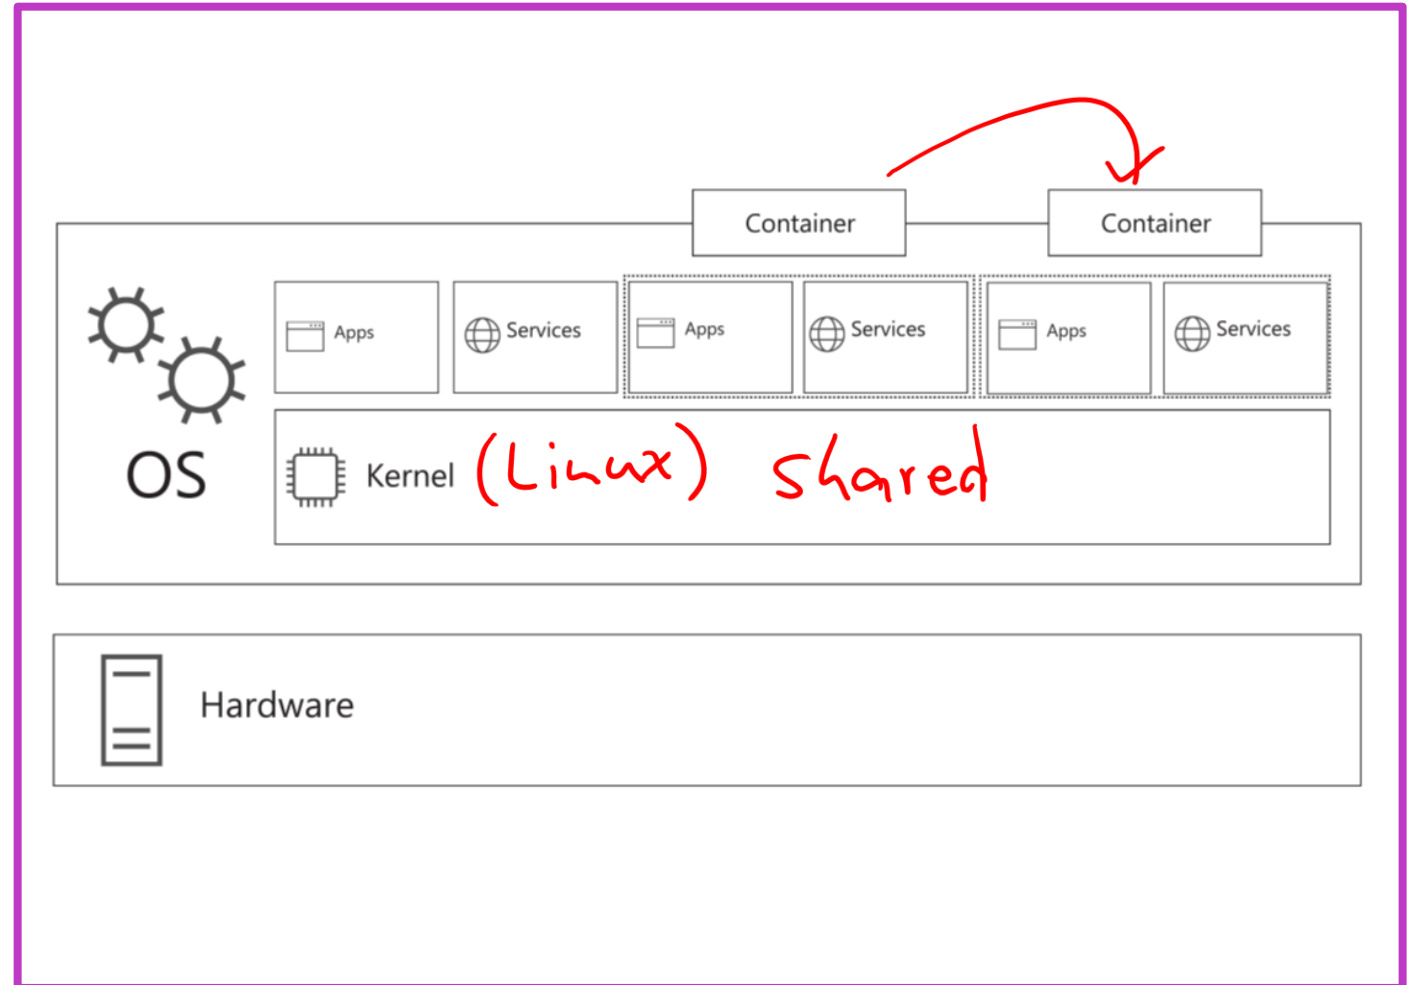 Container Container
Apps Services Apps Services Apps Services
OS
Kernel (Linux) shared
Hardware